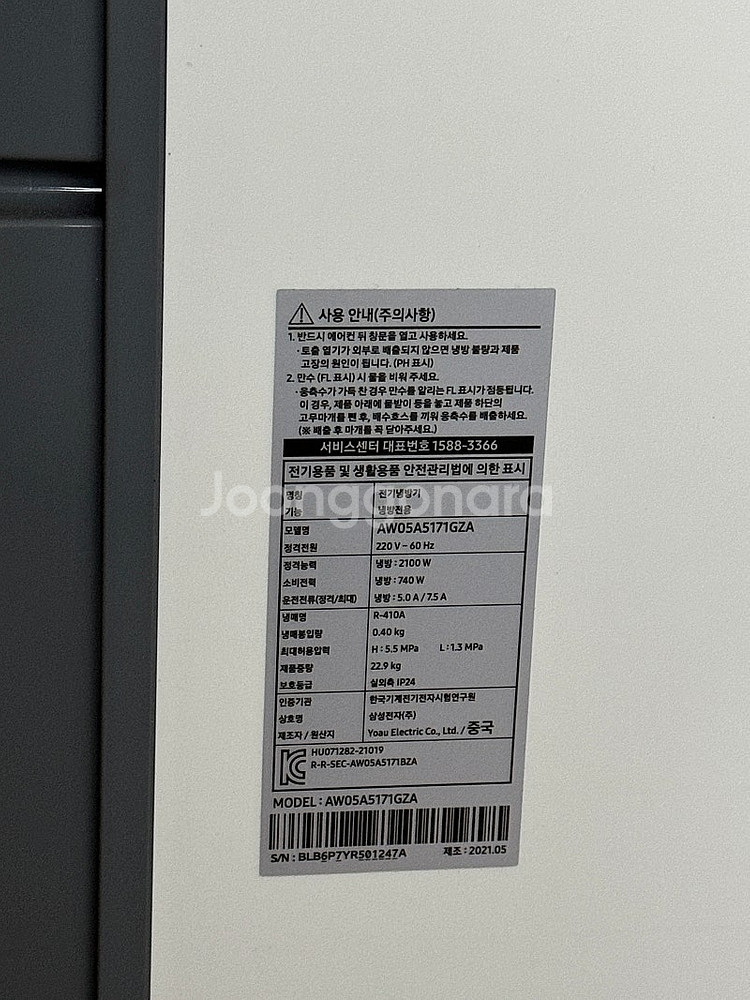 사용 안내(주의사항)
1. 반드시 에어컨 뒤 창문을 열고 사용하세요.
· 토출 열기가 외부로 배출되지 않으면 냉방 불량과 제품
고장의 원인이 됩니다. (PH 표시)
2. 만수 (FL 표시) 시 물을 비워 주세요.
· 응축수가 가득 찬 경우 만수를 알리는 FL 표시가 점등됩니다.
이 경우, 제품 아래에 물받이 등을 놓고 제품 하단의
고무마개를 뺀 후, 배수호스를 끼워 응축수를 배출하세요.
(※ 배출 후 마개를 꼭 닫아주세요.)
서비스센터 대표번호 1588-3366
전기용품 및 생활용품 안전관리법에 의한 표시
Joonggonara
명칭 전기냉방기
기능 냉방전용
모델명 AW05A5171GZA
정격전원 220 V ~ 60 Hz
정격능력 냉방 : 2100 W
소비전력 냉방 : 740 W
운전전류(정격/최대) 냉방 : 5.0 A / 7.5 A
냉매명 R-410A
냉매봉입량 0.40 kg
최대허용압력 H : 5.5 MPa L : 1.3 MPa
제품중량 22.9 kg
보호등급 실외측 IP24
인증기관 한국기계전기전자시험연구원
상호명 삼성전자(주)
제조자 / 원산지 Yoau Electric Co., Ltd. / 중국
HU071282-21019
R-R-SEC-AW05A5171BZA
MODEL : AW05A5171GZA
S/N : BLB6P7YR501247A 제조 : 2021.05